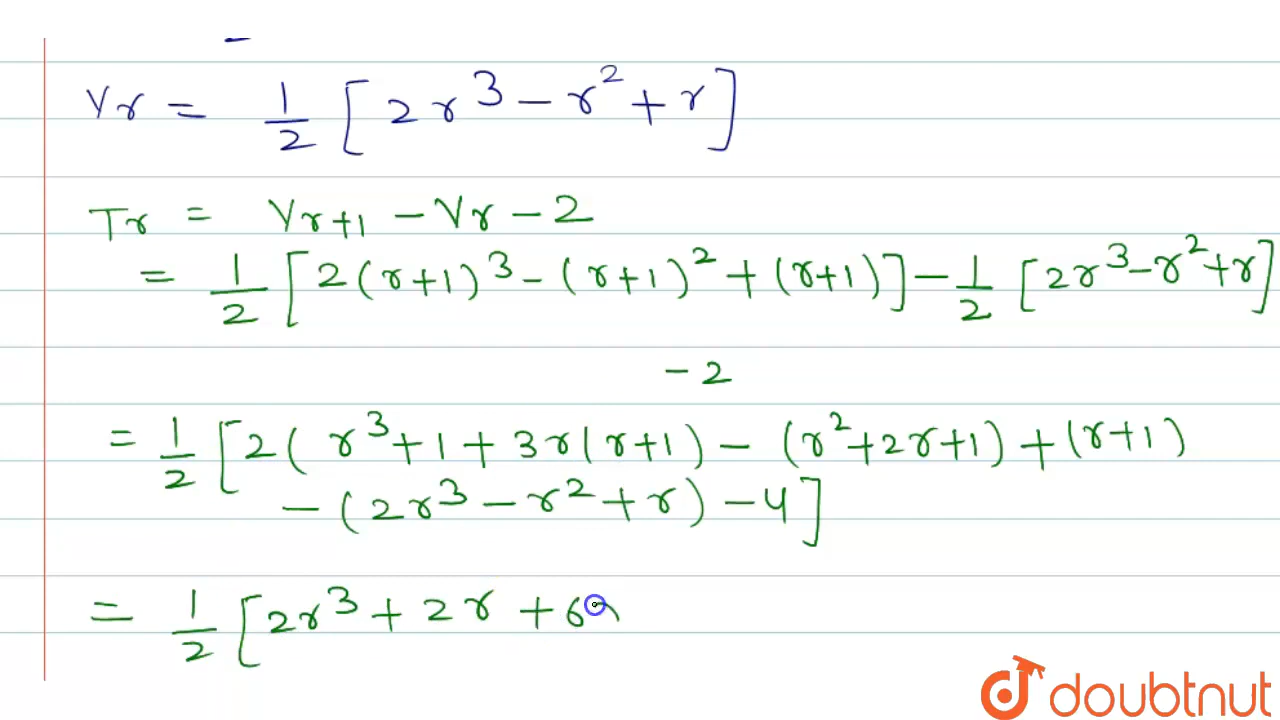 Vr = 1/2 [2r³ - r² + r]
Tr = Vr+1 - Vr - 2
= 1/2 [2(r+1)³ - (r+1)² + (r+1)] - 1/2 [2r³ - r² + r]
- 2
= 1/2 [2( r³ + 1 + 3r(r+1) - (r² + 2r + 1) + (r+1)
- (2r³ - r² + r) - 4]
= 1/2 [2r³ + 2r + 6
doubtnut